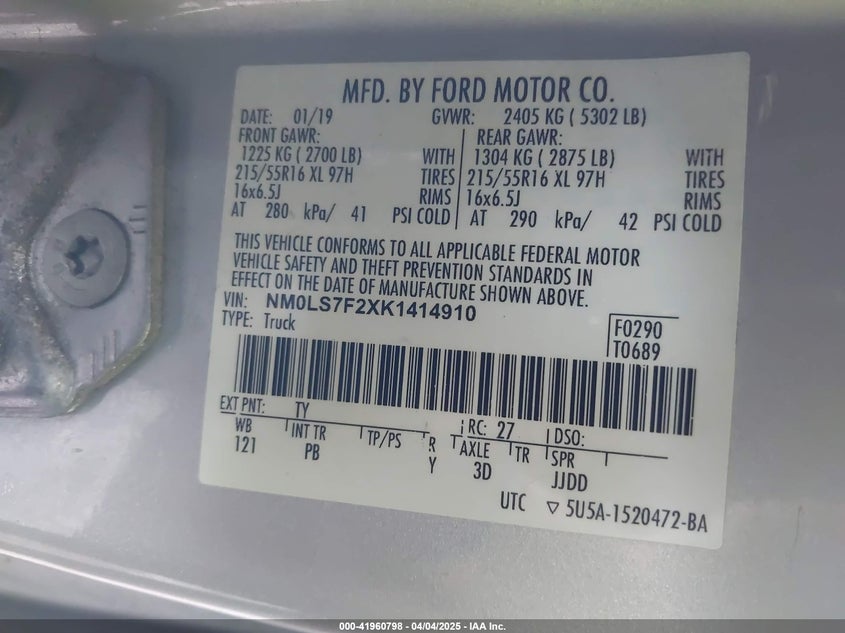 MFD. BY FORD MOTOR CO.
DATE: 01/19 GVWR: 2405 KG ( 5302 LB)
FRONT GAWR: REAR GAWR:
1225 KG ( 2700 LB) WITH 1304 KG ( 2875 LB) WITH
215/55R16 XL 97H TIRES 215/55R16 XL 97H TIRES
16x6.5J RIMS 16x6.5J RIMS
AT 280 kPa/ 41 PSI COLD AT 290 kPa/ 42 PSI COLD
THIS VEHICLE CONFORMS TO ALL APPLICABLE FEDERAL MOTOR
VEHICLE SAFETY AND THEFT PREVENTION STANDARDS IN
EFFECT ON THE DATE OF MANUFACTURE SHOWN ABOVE.
VIN: NM0LS7F2XK1414910
TYPE: Truck
F0290
T0689
EXT PNT: TY RC: 27 DSO:
WB INT TR TP/PS R AXLE TR SPR
121 PB Y 3D JJDD
UTC ▽ 5U5A-1520472-BA
000-41960798 - 04/04/2025 - IAA Inc.